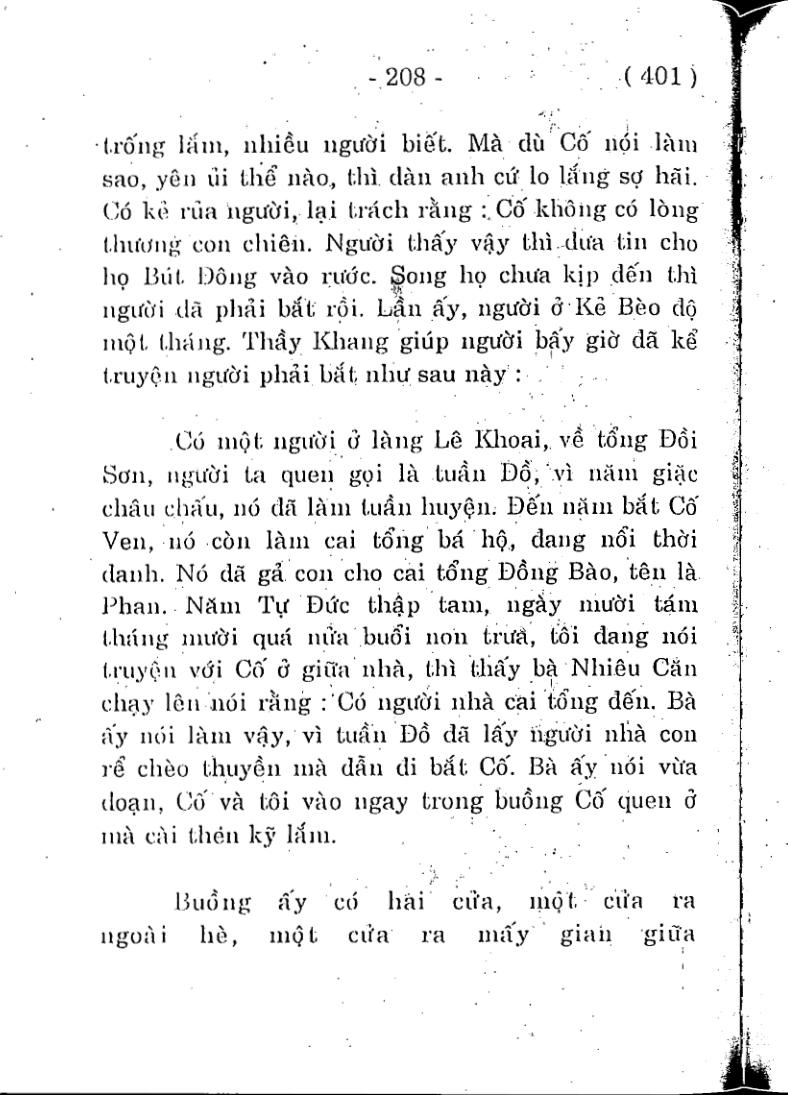 - 208 - ( 401 )
trống lắm, nhiều người biết. Mà dù Cố nói làm
sao, yên ủi thể nào, thì đàn anh cứ lo lắng sợ hãi.
Có kẻ rủa người, lại trách rằng : Cố không có lòng
thương con chiên. Người thấy vậy thì đưa tin cho
họ Bút Đông vào rước. Song họ chưa kịp đến thì
người đã phải bắt rồi. Lần ấy, người ở Kẻ Bèo độ
một tháng. Thầy Khang giúp người bấy giờ đã kể
truyện người phải bắt như sau này :
Có một người ở làng Lê Khoai, về tổng Đồi
Sơn, người ta quen gọi là tuần Đồ, vì năm giặc
châu chấu, nó đã làm tuần huyện. Đến năm bắt Cố
Ven, nó còn làm cai tổng bá hộ, đang nổi thời
danh. Nó đã gả con cho cai tổng Đồng Bào, tên là
Phan. Năm Tự Đức thập tam, ngày mười tám
tháng mười quá nửa buổi non trưa, tôi đang nói
truyện với Cố ở giữa nhà, thì thấy bà Nhiêu Căn
chạy lên nói rằng : Có người nhà cai tổng đến. Bà
ấy nói làm vậy, vì tuần Đồ đã lấy người nhà con
rể chèo thuyền mà dẫn đi bắt Cố. Bà ấy nói vừa
đoạn, Cố và tôi vào ngay trong buồng Cố quen ở
mà cài then kỹ lắm.
Buồng ấy có hai cửa, một cửa ra
ngoài hè, một cửa ra mấy gian giữa